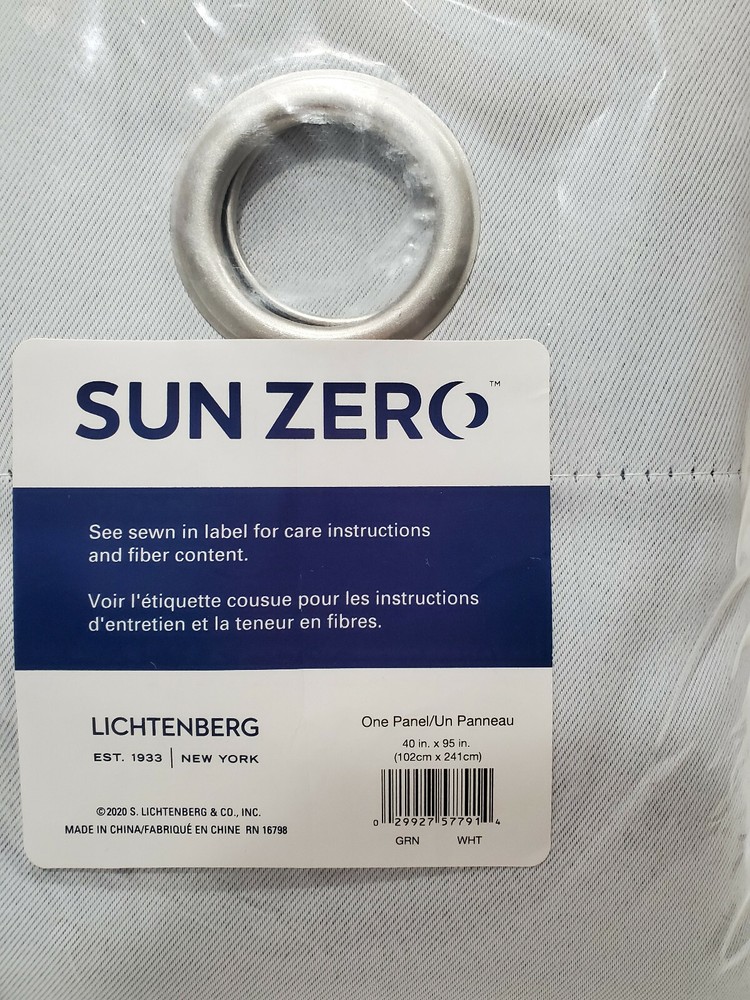 SUN ZERO™
See sewn in label for care instructions
and fiber content.
Voir l'étiquette cousue pour les instructions
d'entretien et la teneur en fibres.
LICHTENBERG
EST. 1933 | NEW YORK
©2020 S. LICHTENBERG & CO., INC.
MADE IN CHINA/FABRIQUÉ EN CHINE RN 16798
One Panel/Un Panneau
40 in. x 95 in.
(102cm x 241cm)
0 29927 57791 4
GRN WHT